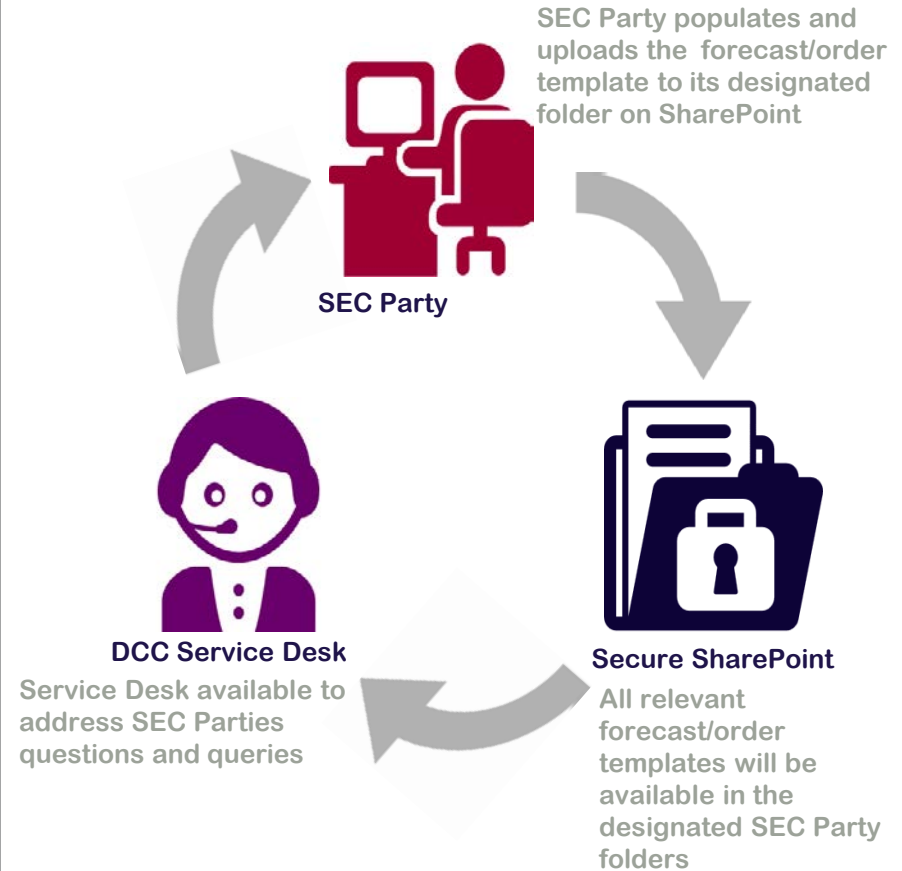 SEC Party populates and
uploads the forecast/order
template to its designated
folder on SharePoint
SEC Party
DCC Service Desk
Service Desk available to
address SEC Parties
questions and queries
Secure SharePoint
All relevant
forecast/order
templates will be
available in the
designated SEC Party
folders